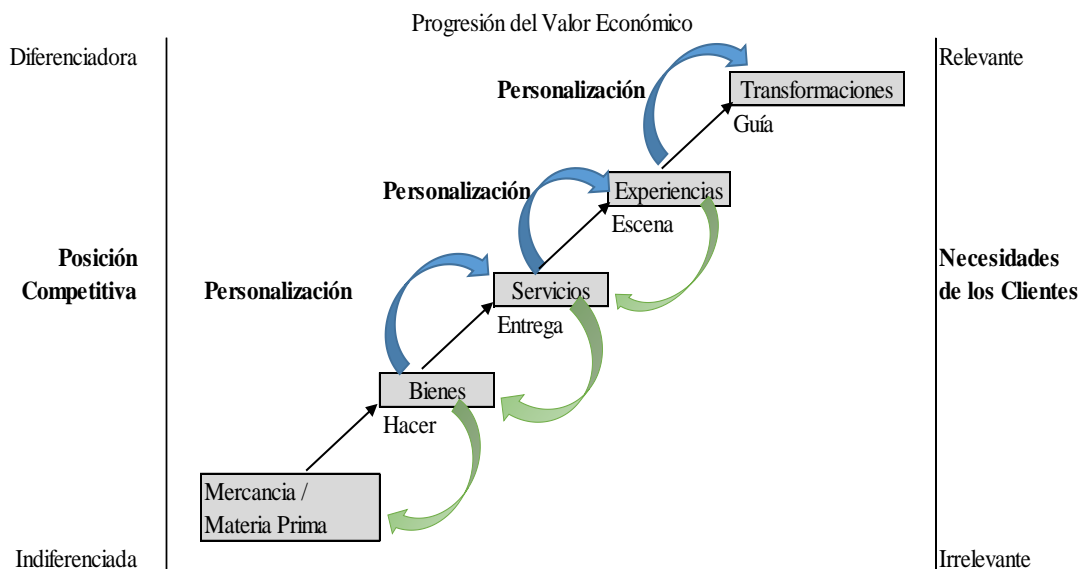 Progresión del Valor Económico
Diferenciadora
Relevante
Personalización
Transformaciones
Guía
Personalización
Experiencias
Escena
Posición
Competitiva
Necesidades
de los Clientes
Personalización
Servicios
Entrega
Bienes
Hacer
Mercancia /
Materia Prima
Indiferenciada
Irrelevante